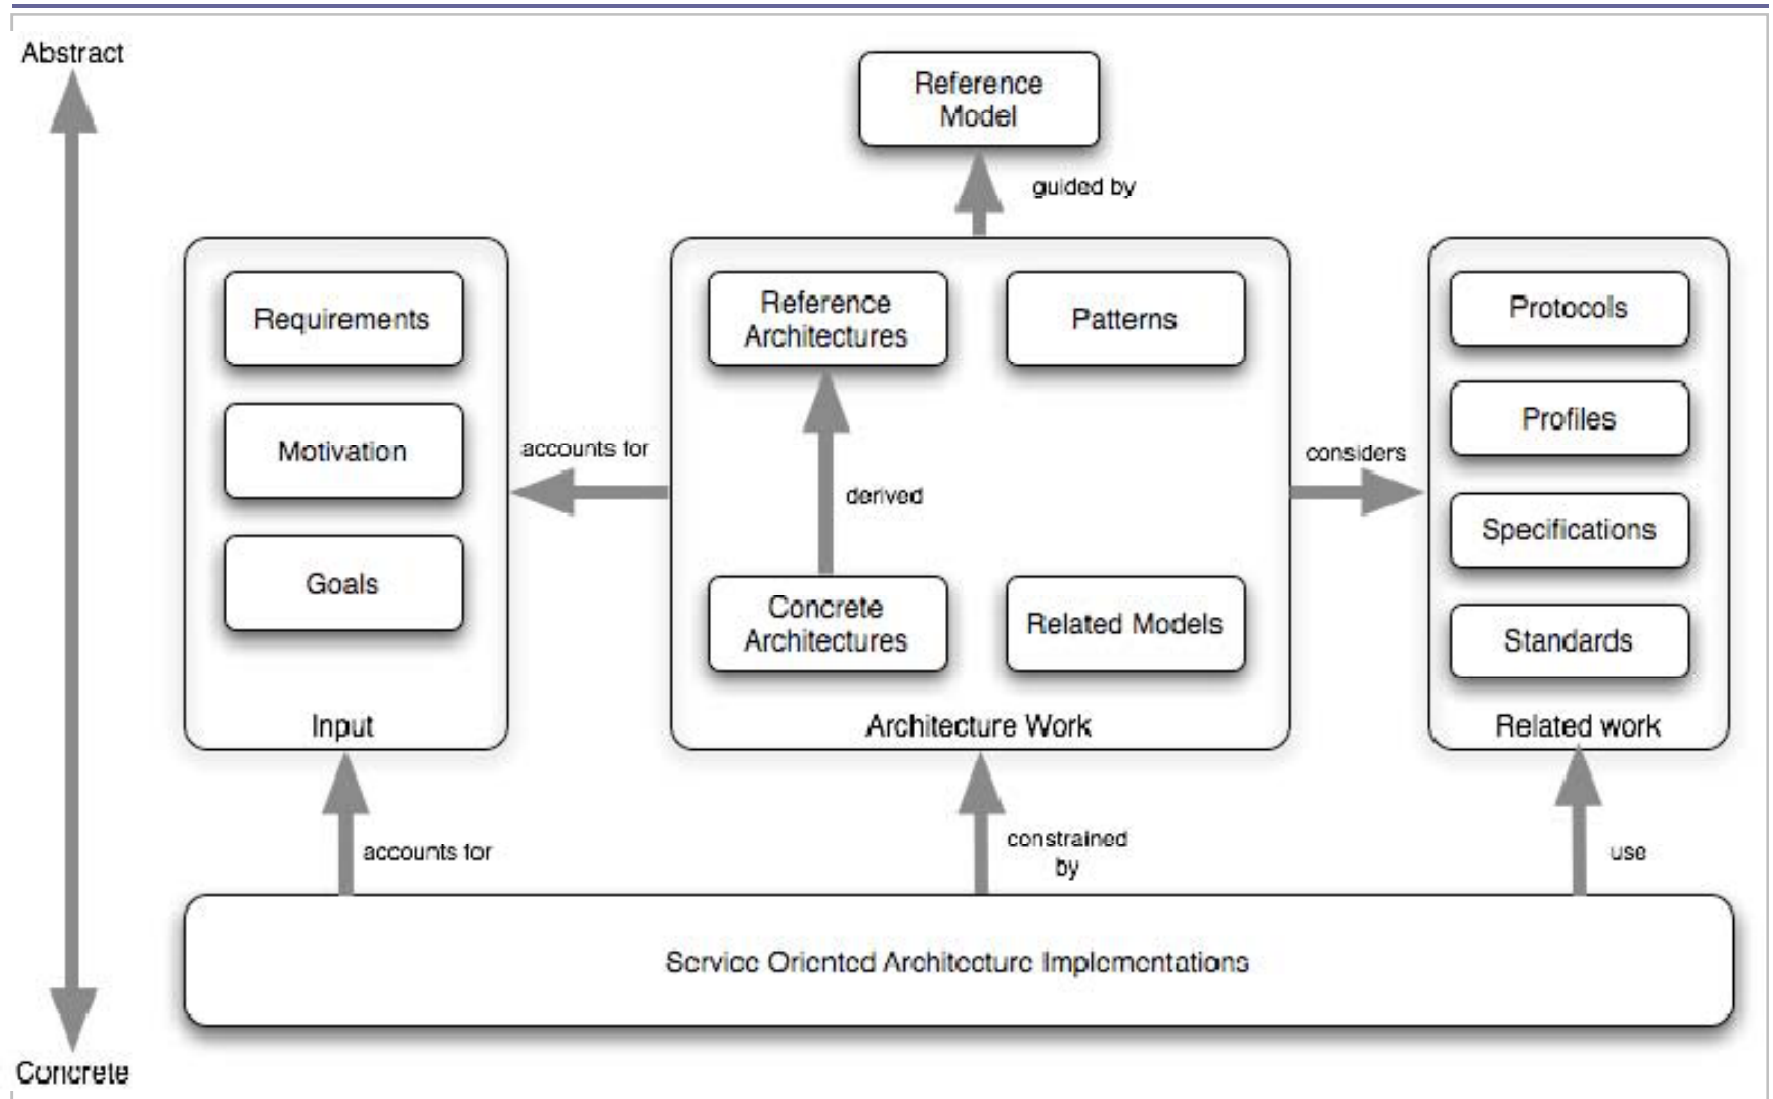 Abstract
Reference
Model
guided by
Requirements
Motivation
Goals
Input
accounts for
Reference
Architectures
Patterns
derived
Concrete
Architectures
Related Models
Architecture Work
considers
Protocols
Profiles
Specifications
Standards
Related work
accounts for
constrained
by
use
Service Oriented Architecture Implementations
Concrete